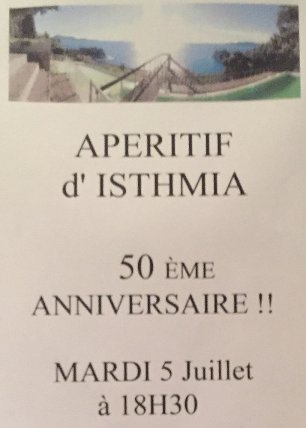 APERITIF
d' ISTHMIA
50 ÈME
ANNIVERSAIRE !!
MARDI 5 Juillet
à 18H30